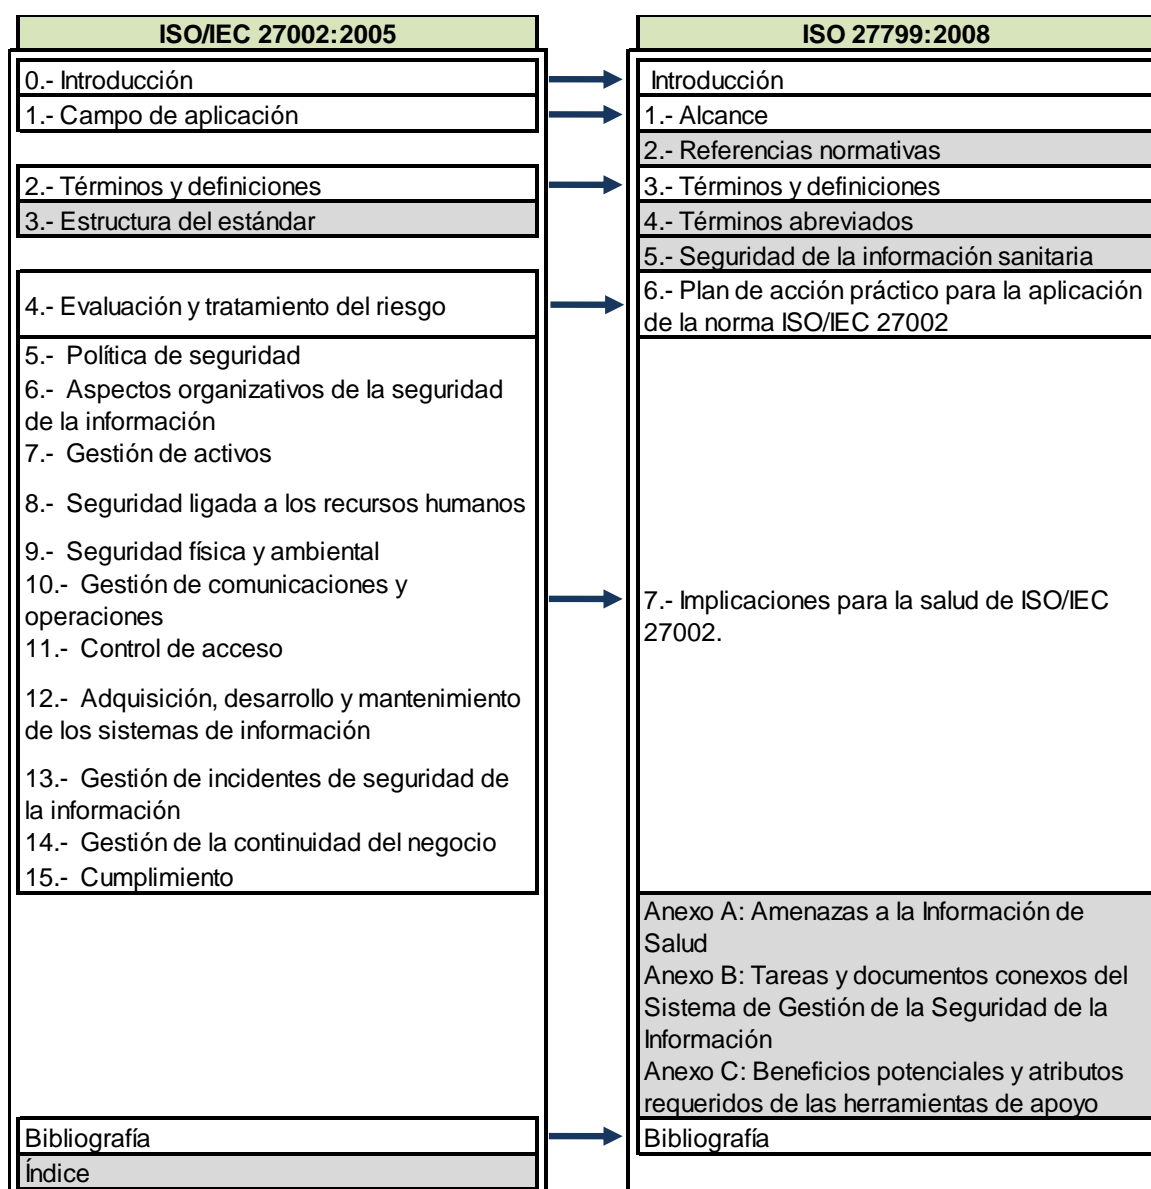 ISO/IEC 27002:2005
0.- Introducción
1.- Campo de aplicación
2.- Términos y definiciones
3.- Estructura del estándar
4.- Evaluación y tratamiento del riesgo
5.- Política de seguridad
6.- Aspectos organizativos de la seguridad
de la información
7.- Gestión de activos
8.- Seguridad ligada a los recursos humanos
9.- Seguridad física y ambiental
10.- Gestión de comunicaciones y
operaciones
11.- Control de acceso
12.- Adquisición, desarrollo y mantenimiento
de los sistemas de información
13.- Gestión de incidentes de seguridad de
la información
14.- Gestión de la continuidad del negocio
15.- Cumplimiento
Bibliografía
Índice
ISO 27799:2008
Introducción
1.- Alcance
2.- Referencias normativas
3.- Términos y definiciones
4.- Términos abreviados
5.- Seguridad de la información sanitaria
6.- Plan de acción práctico para la aplicación
de la norma ISO/IEC 27002
7.- Implicaciones para la salud de ISO/IEC
27002.
Anexo A: Amenazas a la Información de
Salud
Anexo B: Tareas y documentos conexos del
Sistema de Gestión de la Seguridad de la
Información
Anexo C: Beneficios potenciales y atributos
requeridos de las herramientas de apoyo
Bibliografía